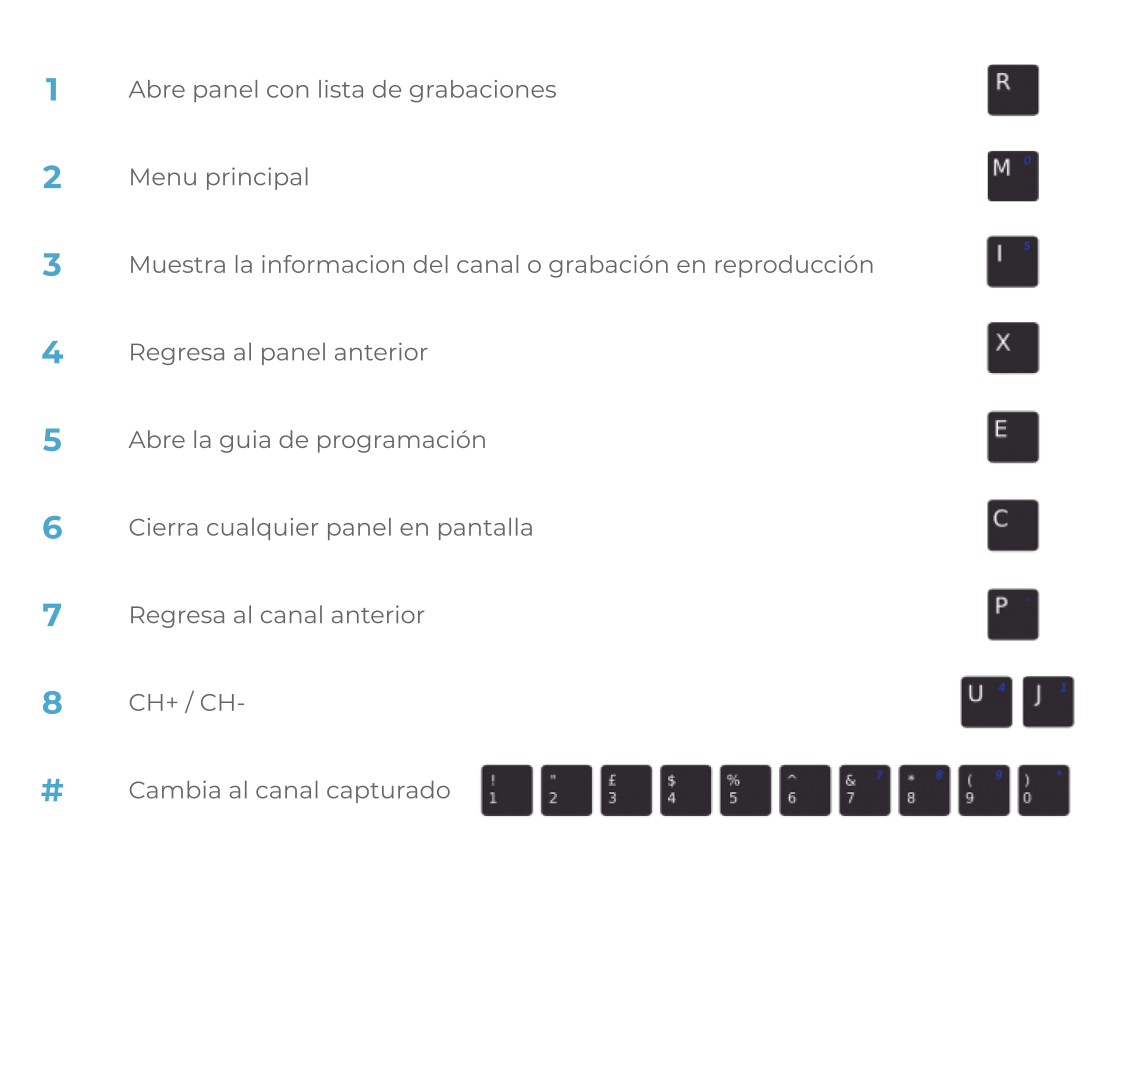 1 Abre panel con lista de grabaciones R
2 Menu principal M 0
3 Muestra la informacion del canal o grabación en reproducción I 5
4 Regresa al panel anterior X
5 Abre la guia de programación E
6 Cierra cualquier panel en pantalla C
7 Regresa al canal anterior P
8 CH+ / CH- U 4 J 1
# Cambia al canal capturado ! 1 " 2 £ 3 $ 4 % 5 ^ 6 & 7 7 * 8 8 ( 9 9 ) 0 *